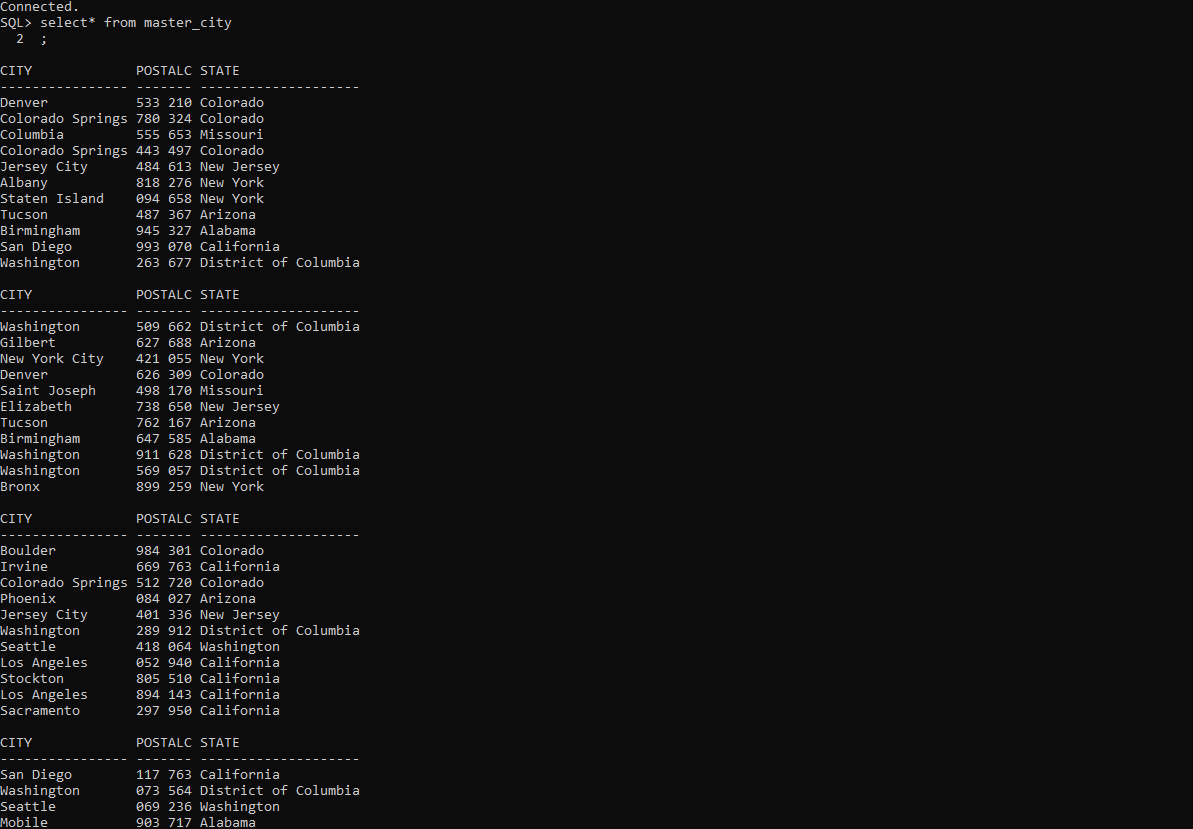 Connected.
SQL> select* from master_city
  2  ;

CITY             POSTALC STATE
---------------- ------- --------------------
Denver           533 210 Colorado
Colorado Springs 780 324 Colorado
Columbia         555 653 Missouri
Colorado Springs 443 497 Colorado
Jersey City      484 613 New Jersey
Albany           818 276 New York
Staten Island    094 658 New York
Tucson           487 367 Arizona
Birmingham       945 327 Alabama
San Diego        993 070 California
Washington       263 677 District of Columbia

CITY             POSTALC STATE
---------------- ------- --------------------
Washington       509 662 District of Columbia
Gilbert          627 688 Arizona
New York City    421 055 New York
Denver           626 309 Colorado
Saint Joseph     498 170 Missouri
Elizabeth        738 650 New Jersey
Tucson           762 167 Arizona
Birmingham       647 585 Alabama
Washington       911 628 District of Columbia
Washington       569 057 District of Columbia
Bronx            899 259 New York

CITY             POSTALC STATE
---------------- ------- --------------------
Boulder          984 301 Colorado
Irvine           669 763 California
Colorado Springs 512 720 Colorado
Phoenix          084 027 Arizona
Jersey City      401 336 New Jersey
Washington       289 912 District of Columbia
Seattle          418 064 Washington
Los Angeles      052 940 California
Stockton         805 510 California
Los Angeles      894 143 California
Sacramento       297 950 California

CITY             POSTALC STATE
---------------- ------- --------------------
San Diego        117 763 California
Washington       073 564 District of Columbia
Seattle          069 236 Washington
Mobile           903 717 Alabama